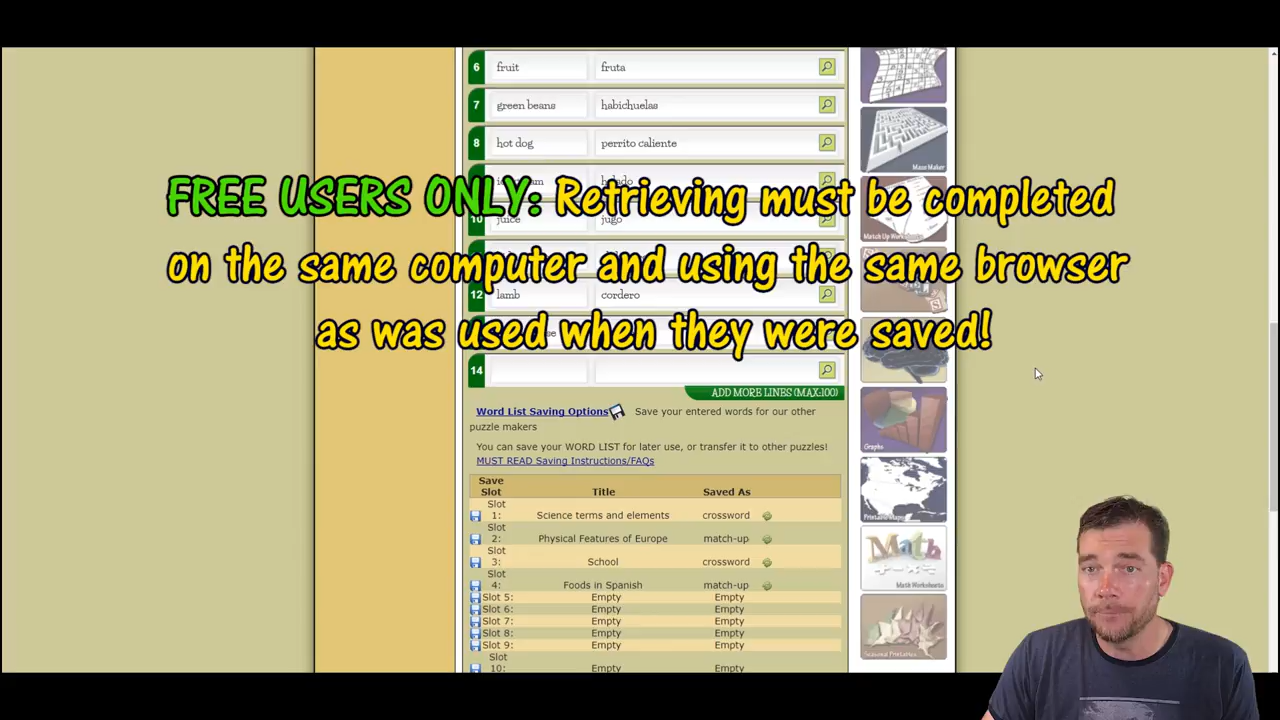 6 fruit fruta
7 green beans habichuelas
8 hot dog perrito caliente
FREE USERS ONLY: Retrieving must be completed
on the same computer and using the same browser
as was used when they were saved!
10 juice jugo
12 lamb cordero
14
ADD MORE LINES (MAX:100)
Word List Saving Options Save your entered words for our other
puzzle makers
You can save your WORD LIST for later use, or transfer it to other puzzles!
MUST READ Saving Instructions/FAQs
Save
Slot Title Saved As
Slot
1: Science terms and elements crossword
Slot
2: Physical Features of Europe match-up
Slot
3: School crossword
Slot
4: Foods in Spanish match-up
Slot 5: Empty Empty
Slot 6: Empty Empty
Slot 7: Empty Empty
Slot 8: Empty Empty
Slot 9: Empty Empty
Slot
10: Empty Empty
Maze Maker
Match Up Worksheets
Graphs
Printable Maps
Math
Math Worksheets